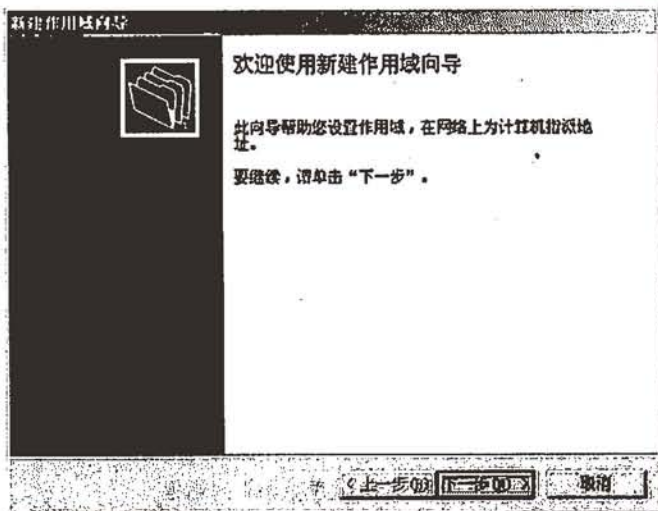 新建作用域向导
欢迎使用新建作用域向导
此向导帮助您设置作用域，在网络上为计算机指派地
址。
要继续，请单击“下一步”。
<上一步(B)
下一步(N)>
取消